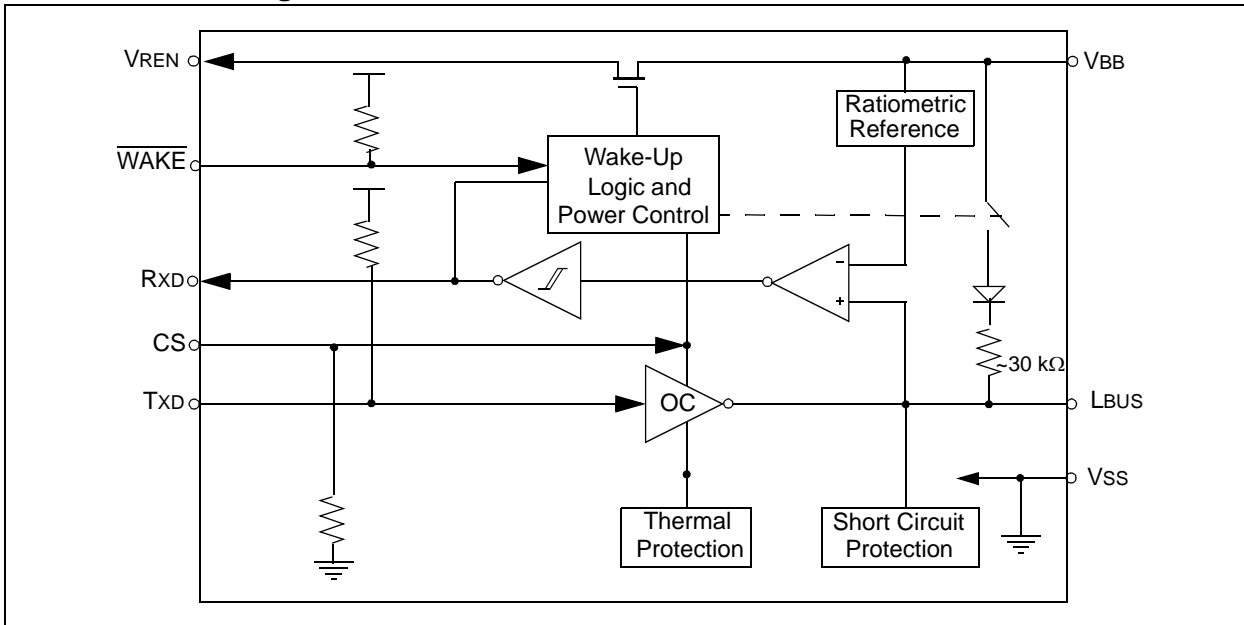 VREN
VBB
Ratiometric
Reference
WAKE
Wake-Up
Logic and
Power Control
RXD
-
+
CS
~30 kΩ
TXD
OC
LBUS
VSS
Thermal
Protection
Short Circuit
Protection